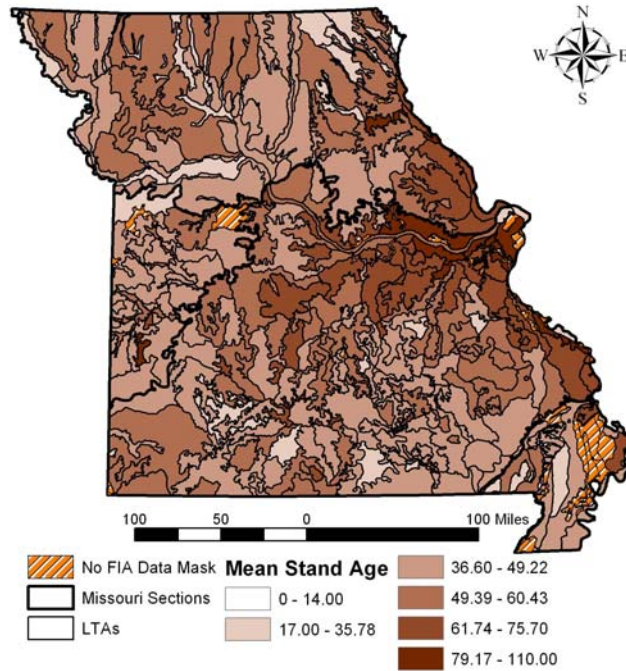 N
W E
S
100 50 0 100 Miles
No FIA Data Mask
Missouri Sections
LTAs
Mean Stand Age
0 - 14.00
17.00 - 35.78
36.60 - 49.22
49.39 - 60.43
61.74 - 75.70
79.17 - 110.00